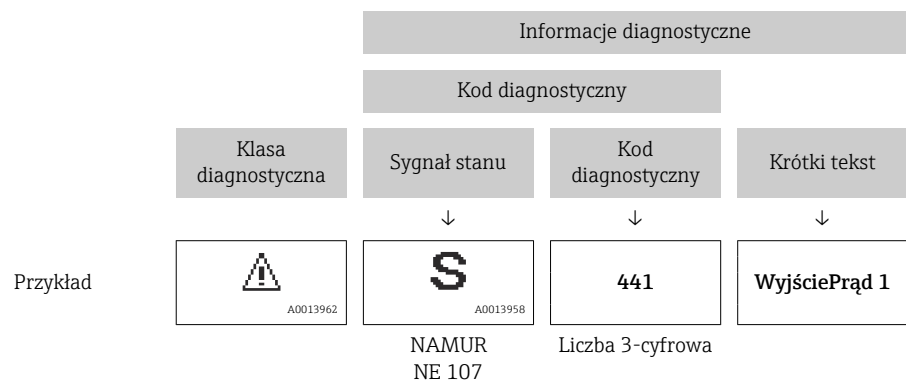 Informacje diagnostyczne
Kod diagnostyczny
Klasa
diagnostyczna
Sygnał stanu
Kod
diagnostyczny
Krótki tekst
↓
↓
↓
Przykład
A0013962
S
A0013958
441
WyjściePrąd 1
NAMUR
NE 107
Liczba 3-cyfrowa